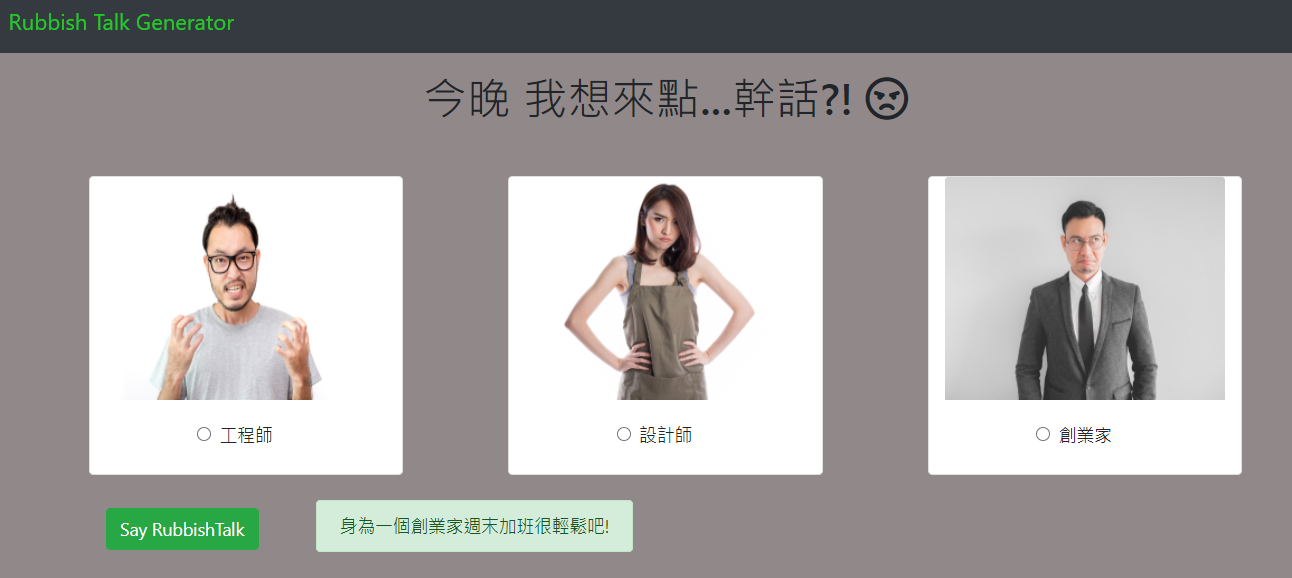 Rubbish Talk Generator
今晚 我想來點...幹話?!
工程師
設計師
創業家
Say RubbishTalk
身為一個創業家週末加班很輕鬆吧!